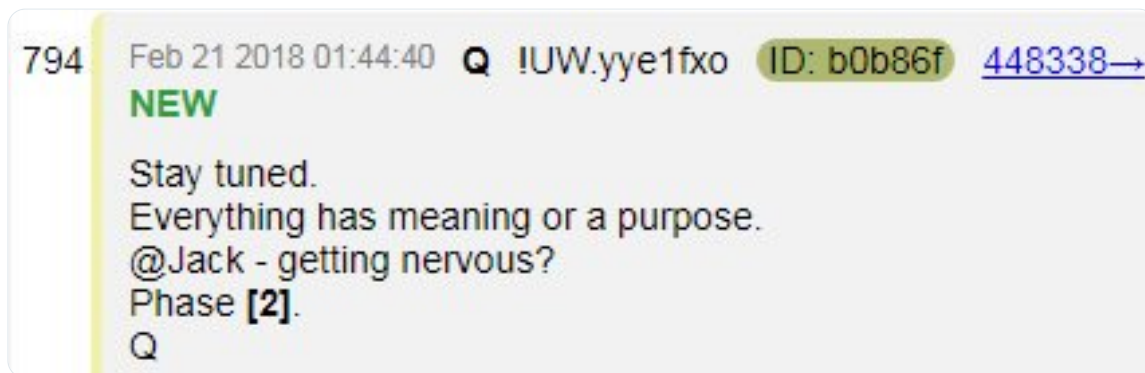 794 Feb 21 2018 01:44:40 Q !UW.yye1fxo ID: b0b86f 448338→
NEW
Stay tuned.
Everything has meaning or a purpose.
@Jack - getting nervous?
Phase [2].
Q